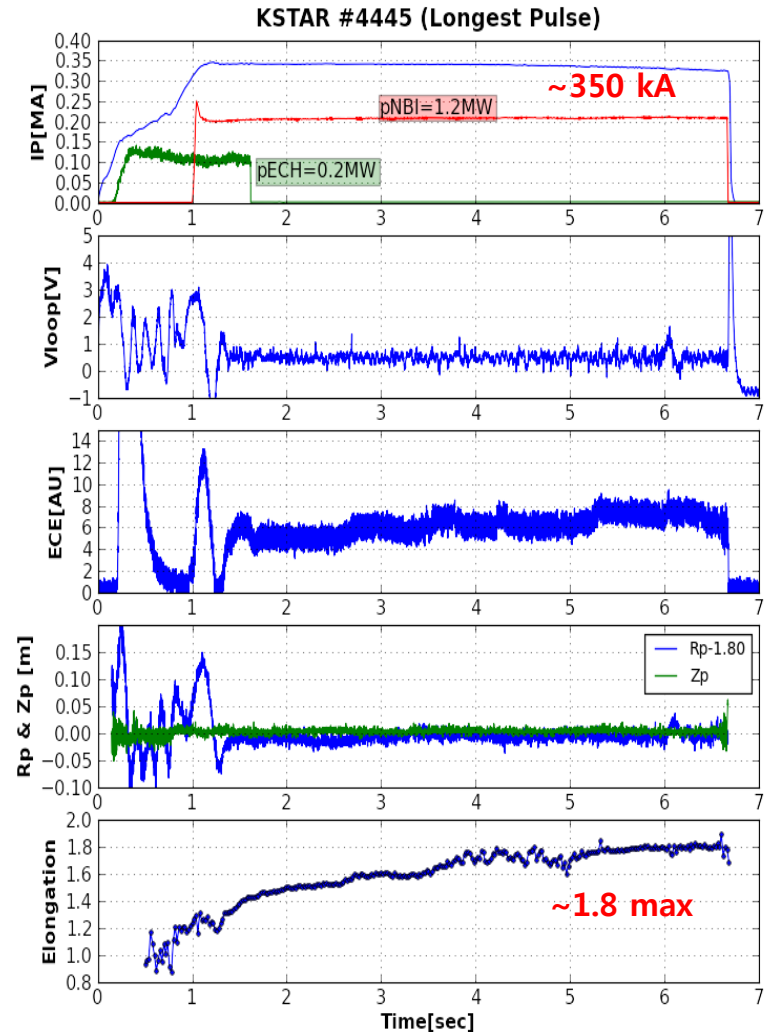 KSTAR #4445 (Longest Pulse)
0.40
0.35
0.30
0.25
0.20
0.15
0.10
0.05
0.00
IP[MA]
~350 kA
pNBI=1.2MW
pECH=0.2MW
0 1 2 3 4 5 6 7
5
4
3
2
1
0
−1
Vloop[V]
0 1 2 3 4 5 6 7
14
12
10
8
6
4
2
0
ECE[AU]
0 1 2 3 4 5 6 7
0.15
0.10
0.05
0.00
−0.05
−0.10
Rp & Zp [m]
Rp-1.80
Zp
0 1 2 3 4 5 6 7
2.0
1.8
1.6
1.4
1.2
1.0
0.8
Elongation
~1.8 max
0 1 2 3 4 5 6 7
Time[sec]